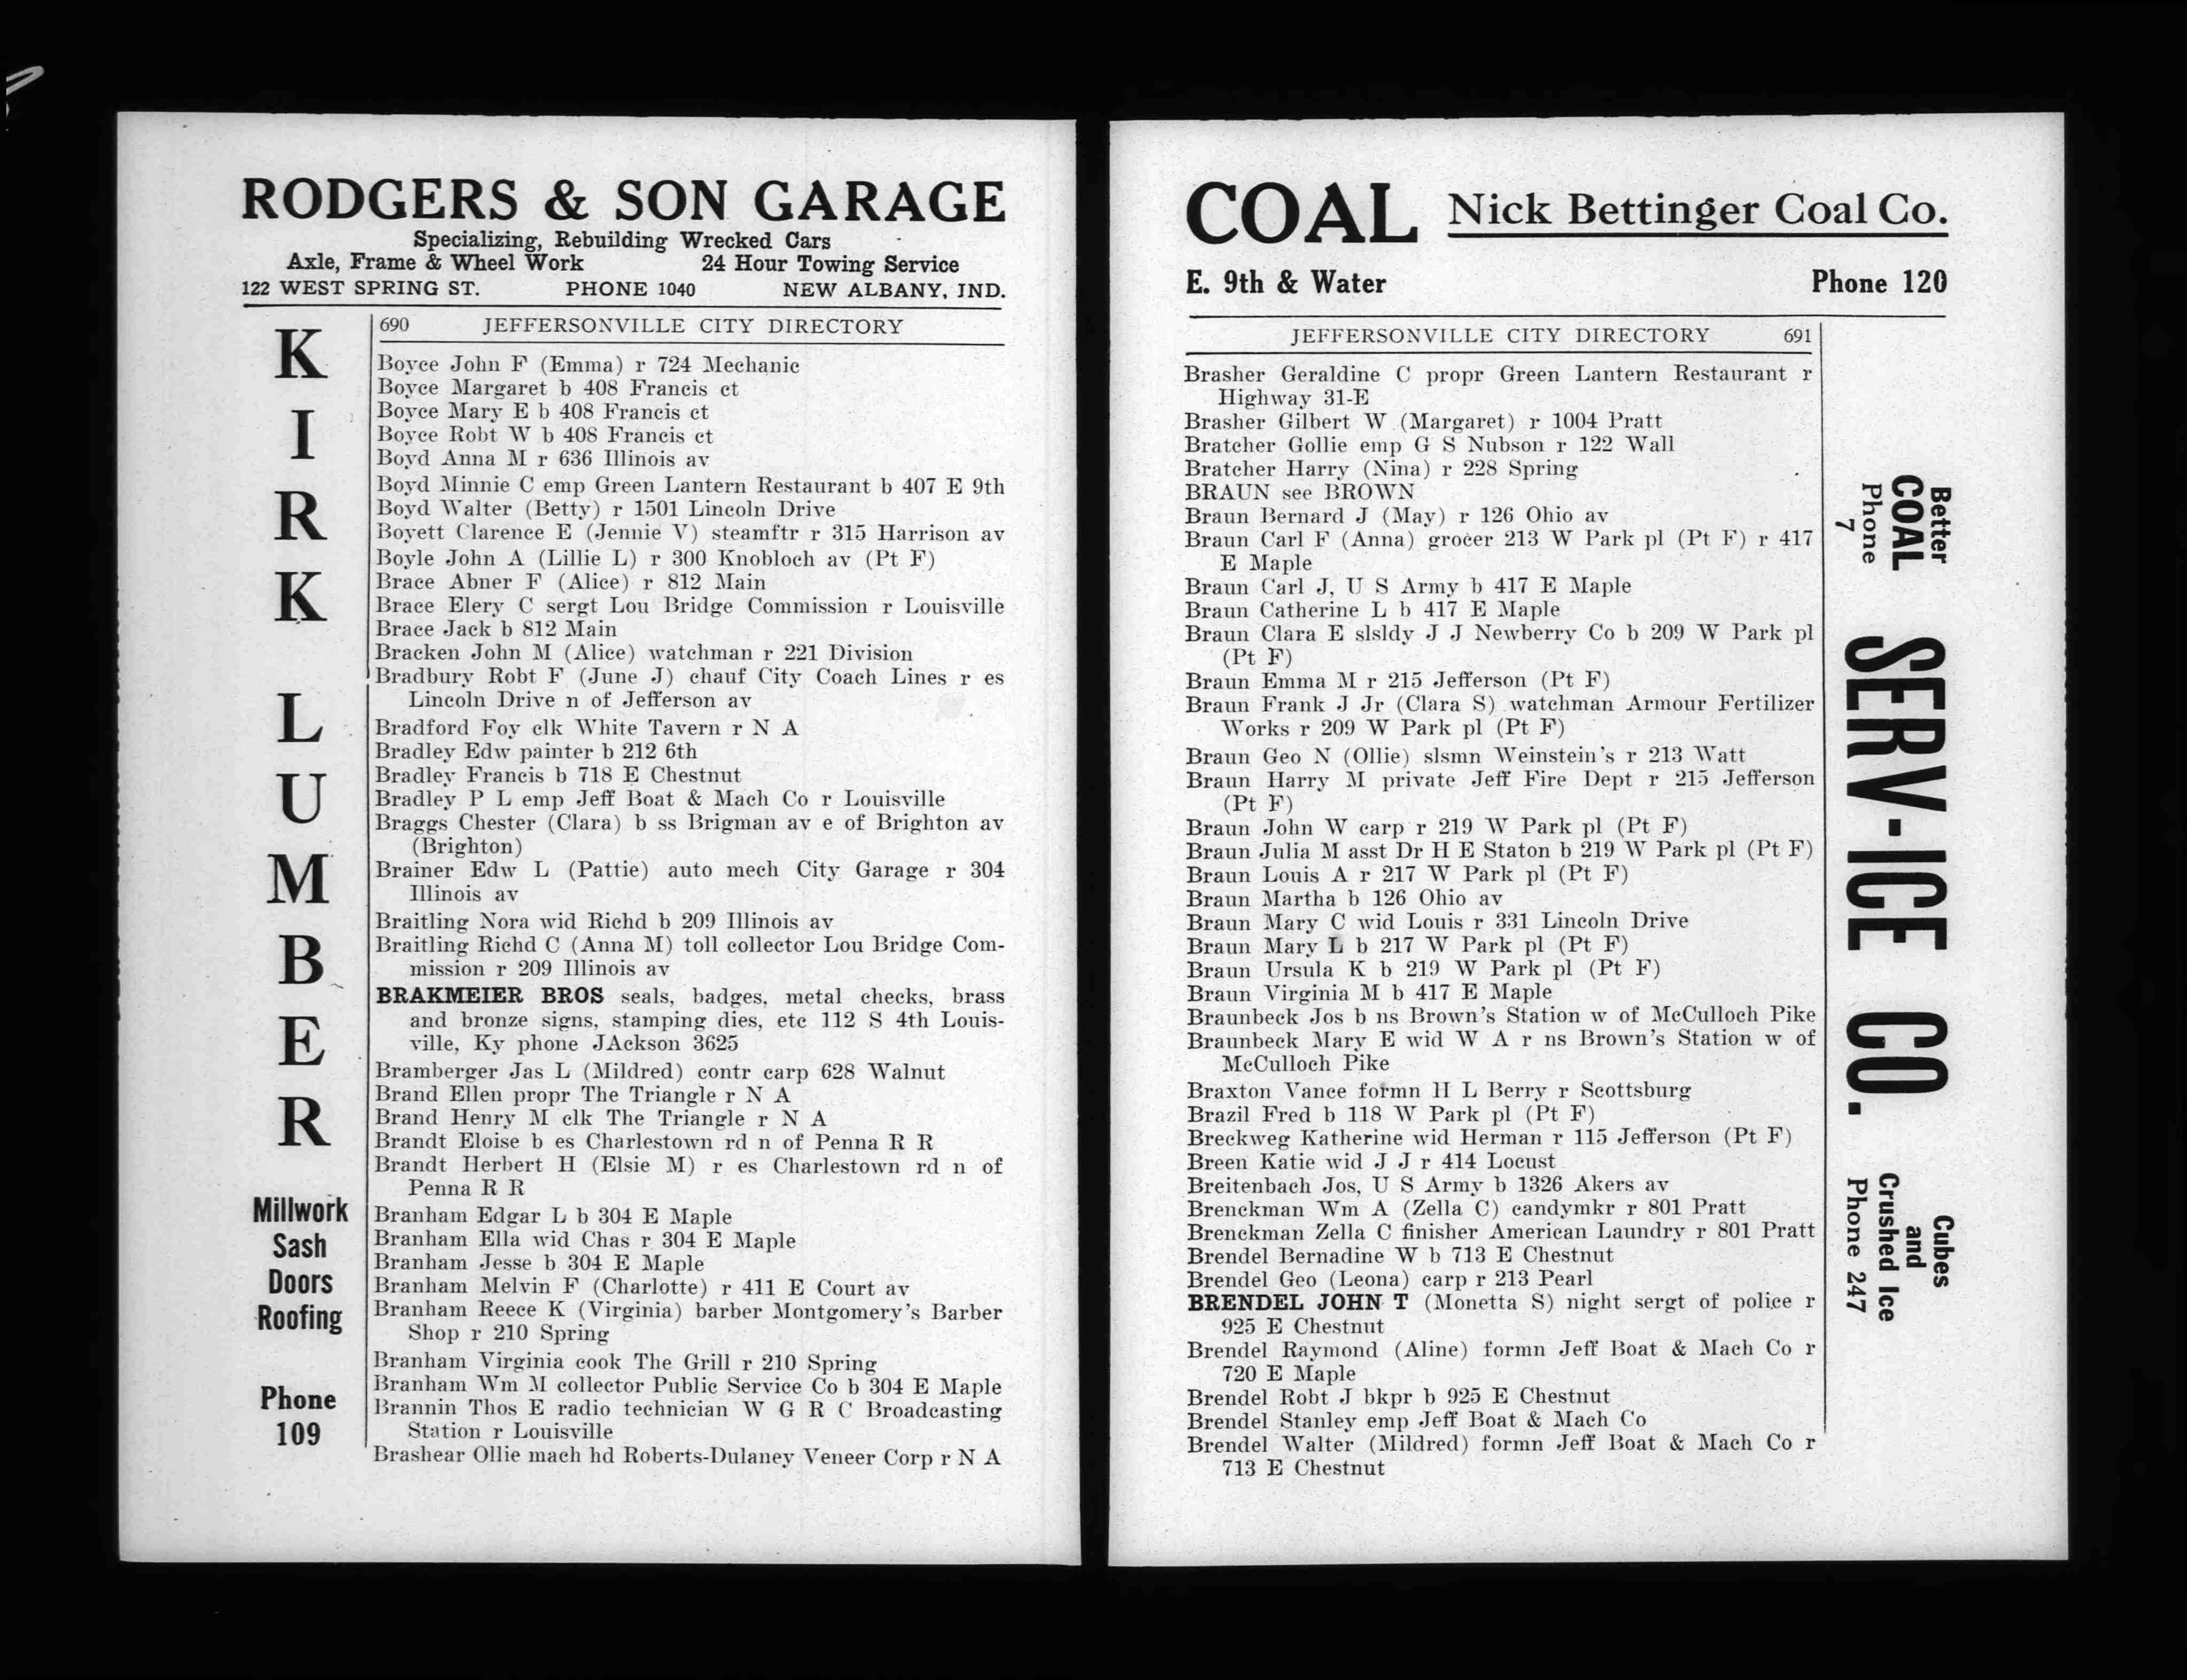 RODGERS & SON GARAGE
Specializing, Rebuilding Wrecked Cars
Axle, Frame & Wheel Work 24 Hour Towing Service
122 WEST SPRING ST. PHONE 1040 NEW ALBANY, IND.
KIRK LUMBER
Millwork
Sash
Doors
Roofing
Phone
109
690 JEFFERSONVILLE CITY DIRECTORY
Boyce John F (Emma) r 724 Mechanic
Boyce Margaret b 408 Francis ct
Boyce Mary E b 408 Francis ct
Boyce Robt W b 408 Francis ct
Boyd Anna M r 636 Illinois av
Boyd Minnie C emp Green Lantern Restaurant b 407 E 9th
Boyd Walter (Betty) r 1501 Lincoln Drive
Boyett Clarence E (Jennie V) steamftr r 315 Harrison av
Boyle John A (Lillie L) r 300 Knobloch av (Pt F)
Brace Abner F (Alice) r 812 Main
Brace Elery C sergt Lou Bridge Commission r Louisville
Brace Jack b 812 Main
Bracken John M (Alice) watchman r 221 Division
Bradbury Robt F (June J) chauf City Coach Lines r es
Lincoln Drive n of Jefferson av
Bradford Foy clk White Tavern r N A
Bradley Edw painter b 212 6th
Bradley Francis b 718 E Chestnut
Bradley P L emp Jeff Boat & Mach Co r Louisville
Braggs Chester (Clara) b ss Brigman av e of Brighton av
(Brighton)
Brainer Edw L (Pattie) auto mech City Garage r 304
Illinois av
Braitling Nora wid Richd b 209 Illinois av
Braitling Richd C (Anna M) toll collector Lou Bridge Com-
mission r 209 Illinois av
BRAKMEIER BROS seals, badges, metal checks, brass
and bronze signs, stamping dies, etc 112 S 4th Louis-
ville, Ky phone JAckson 3625
Bramberger Jas L (Mildred) contr carp 628 Walnut
Brand Ellen propr The Triangle r N A
Brand Henry M clk The Triangle r N A
Brandt Eloise b es Charlestown rd n of Penna R R
Brandt Herbert H (Elsie M) r es Charlestown rd n of
Penna R R
Branham Edgar L b 304 E Maple
Branham Ella wid Chas r 304 E Maple
Branham Jesse b 304 E Maple
Branham Melvin F (Charlotte) r 411 E Court av
Branham Reece K (Virginia) barber Montgomery's Barber
Shop r 210 Spring
Branham Virginia cook The Grill r 210 Spring
Branham Wm M collector Public Service Co b 304 E Maple
Brannin Thos E radio technician W G R C Broadcasting
Station r Louisville
Brashear Ollie mach hd Roberts-Dulaney Veneer Corp r N A
COAL Nick Bettinger Coal Co.
E. 9th & Water Phone 120
JEFFERSONVILLE CITY DIRECTORY 691
Brasher Geraldine C propr Green Lantern Restaurant r
Highway 31-E
Brasher Gilbert W (Margaret) r 1004 Pratt
Bratcher Gollie emp G S Nubson r 122 Wall
Bratcher Harry (Nina) r 228 Spring
BRAUN see BROWN
Braun Bernard J (May) r 126 Ohio av
Braun Carl F (Anna) grocer 213 W Park pl (Pt F) r 417
E Maple
Braun Carl J, U S Army b 417 E Maple
Braun Catherine L b 417 E Maple
Braun Clara E slsldy J J Newberry Co b 209 W Park pl
(Pt F)
Braun Emma M r 215 Jefferson (Pt F)
Braun Frank J Jr (Clara S) watchman Armour Fertilizer
Works r 209 W Park pl (Pt F)
Braun Geo N (Ollie) slsmn Weinstein's r 213 Watt
Braun Harry M private Jeff Fire Dept r 215 Jefferson
(Pt F)
Braun John W carp r 219 W Park pl (Pt F)
Braun Julia M asst Dr H E Staton b 219 W Park pl (Pt F)
Braun Louis A r 217 W Park pl (Pt F)
Braun Martha b 126 Ohio av
Braun Mary C wid Louis r 331 Lincoln Drive
Braun Mary L b 217 W Park pl (Pt F)
Braun Ursula K b 219 W Park pl (Pt F)
Braun Virginia M b 417 E Maple
Braunbeck Jos b ns Brown's Station w of McCulloch Pike
Braunbeck Mary E wid W A r ns Brown's Station w of
McCulloch Pike
Braxton Vance formn H L Berry r Scottsburg
Brazil Fred b 118 W Park pl (Pt F)
Breckweg Katherine wid Herman r 115 Jefferson (Pt F)
Breen Katie wid J J r 414 Locust
Breitenbach Jos, U S Army b 1326 Akers av
Brenckman Wm A (Zella C) candymkr r 801 Pratt
Brenckman Zella C finisher American Laundry r 801 Pratt
Brendel Bernadine W b 713 E Chestnut
Brendel Geo (Leona) carp r 213 Pearl
BRENDEL JOHN T (Monetta S) night sergt of police r
925 E Chestnut
Brendel Raymond (Aline) formn Jeff Boat & Mach Co r
720 E Maple
Brendel Robt J bkpr b 925 E Chestnut
Brendel Stanley emp Jeff Boat & Mach Co
Brendel Walter (Mildred) formn Jeff Boat & Mach Co r
713 E Chestnut
Better
COAL
Phone
7
SERV-ICE CO.
Cubes
and
Crushed Ice
Phone 247